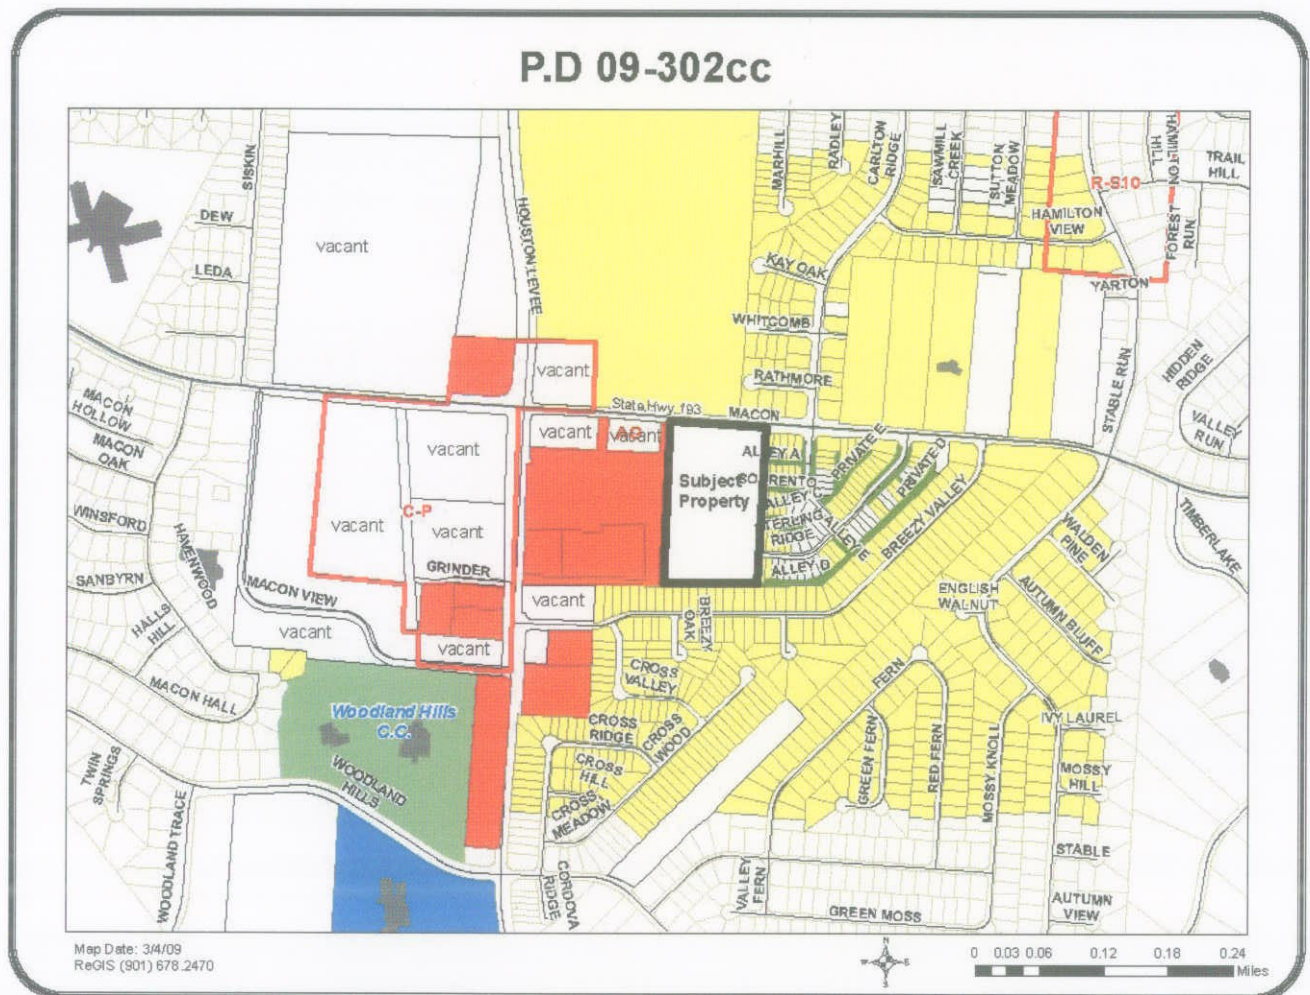 P.D 09-302cc
SISKIN
DEW
LEDA
vacant
HOUSTON LEVEE
MARHILL
RADLEY
CARLTON
RIDGE
SAWMILL
CREEK
SUTTON
MEADOW
R-S10
HAMILTON
VIEW
HAMILTON
HILL
TRAIL
HILL
FOREST
RUN
KAY OAK
YARTON
WHITCOMB
RATHMORE
STABLE RUN
HIDDEN
RIDGE
VALLEY
RUN
vacant
State Hwy 193
MACON
MACON
HOLLOW
MACON
OAK
WINSFORD
SANBYRN
HAVENWOOD
HALLS
HILL
MACON HALL
vacant
vacant
C-P
vacant
GRINDER
MACON VIEW
vacant
vacant
vacant
vacant
AG
Subject
Property
ALLEY A
SORRENTO
ALLEY C
STERLING
RIDGE
ALLEY E
ALLEY D
PRIVATE E
PRIVATE D
BREEZY VALLEY
vacant
BREEZY
OAK
ENGLISH
WALNUT
WALDEN
PINE
AUTUMN BLUFF
TIMBERLAKE
Woodland Hills
C.C.
WOODLAND
HILLS
TWIN
SPRINGS
WOODLAND TRACE
CROSS
VALLEY
CROSS
RIDGE
CROSS
WOOD
CROSS
HILL
CROSS
MEADOW
CORDOVA
RIDGE
FERN
GREEN FERN
RED FERN
MOSSY KNOLL
IVY LAUREL
MOSSY
HILL
STABLE
VALLEY
FERN
GREEN MOSS
AUTUMN
VIEW
Map Date: 3/4/09
ReGIS (901) 678.2470
N
W E
S
0 0.03 0.06 0.12 0.18 0.24
Miles